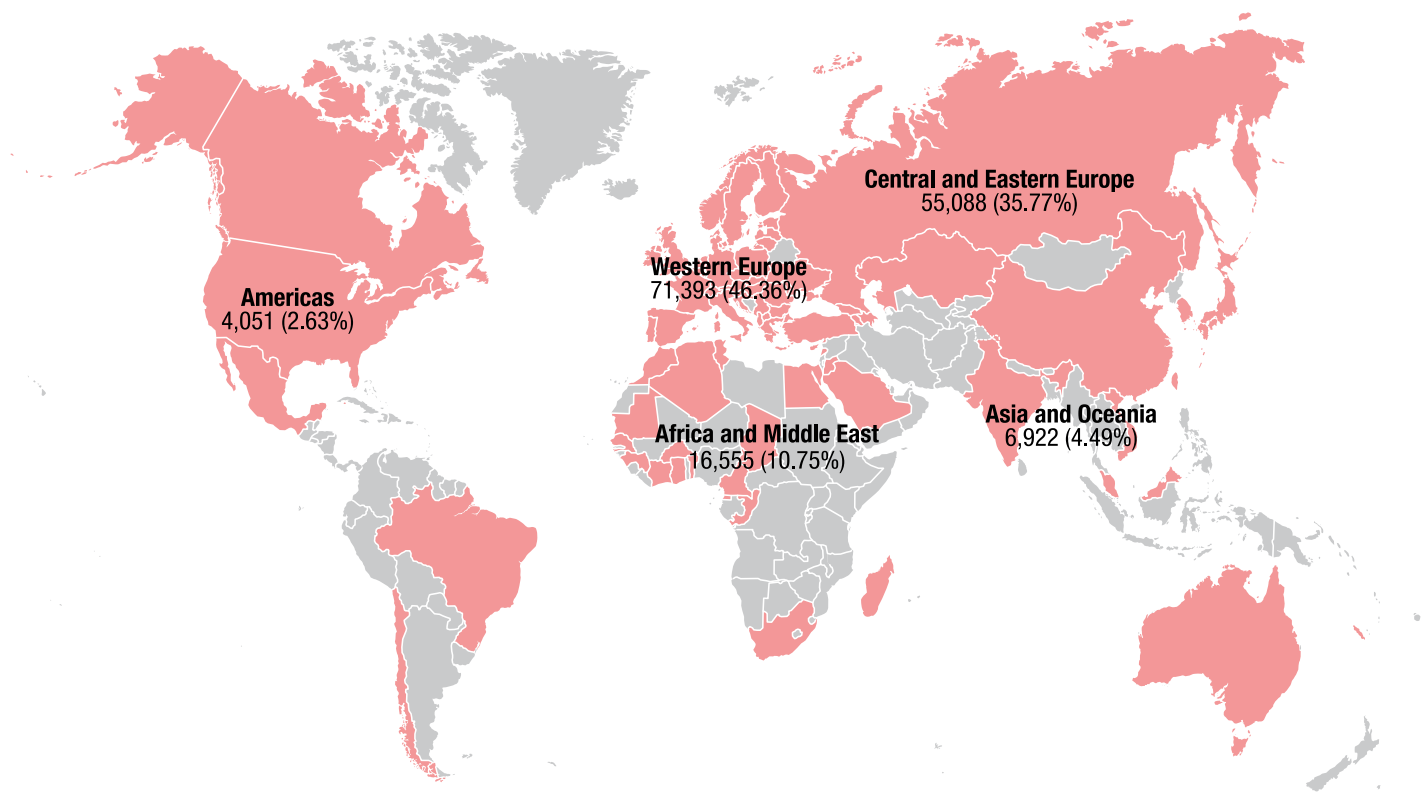 Central and Eastern Europe
55,088 (35.77%)
Western Europe
71,393 (46.36%)
Americas
4,051 (2.63%)
Asia and Oceania
6,922 (4.49%)
Africa and Middle East
16,555 (10.75%)